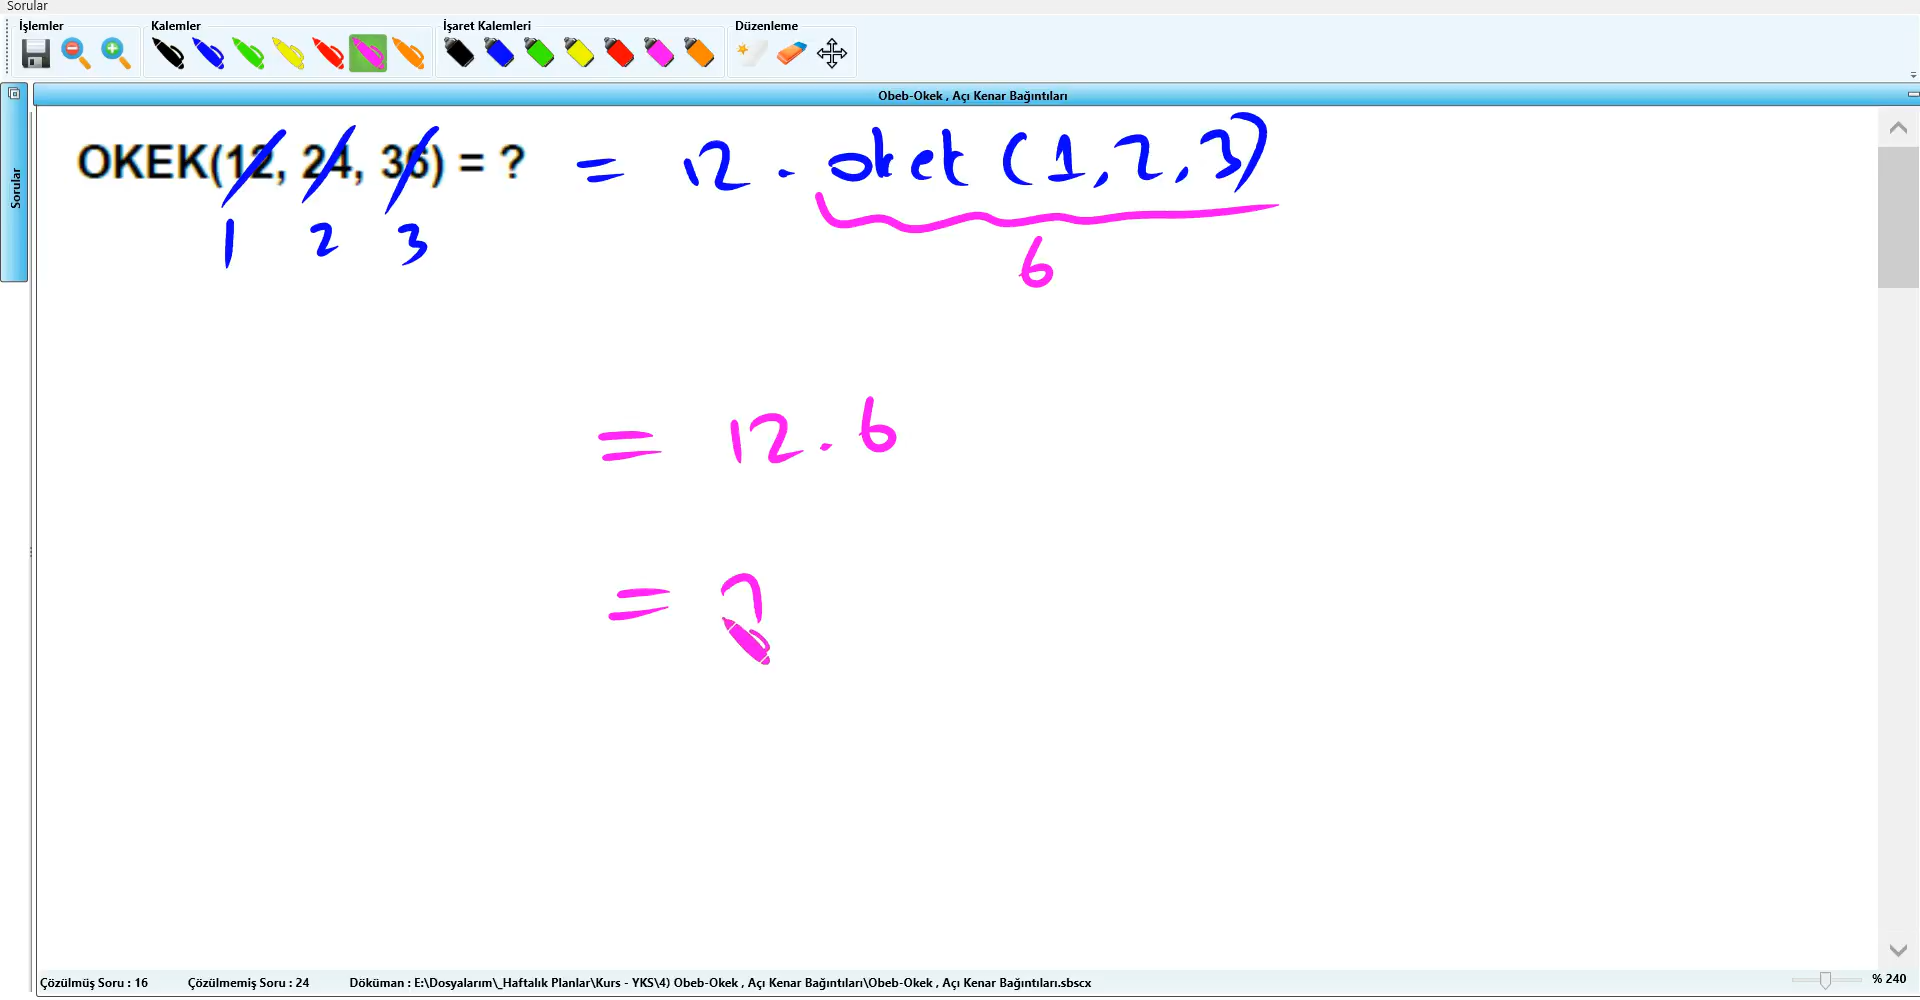 Sorular
İşlemler Kalemler İşaret Kalemleri Düzenleme
Obeb-Okek , Açı Kenar Bağıntıları
Sorular
OKEK(12, 24, 36) = ? = 12 . okek (1, 2, 3)
1 2 3
6
= 12 . 6
=
Çözülmüş Soru : 16 Çözülmemiş Soru : 24 Döküman : E:\Dosyalarım\_Haftalık Planlar\Kurs - YKS\4) Obeb-Okek , Açı Kenar Bağıntıları\Obeb-Okek , Açı Kenar Bağıntıları.sbscx % 240